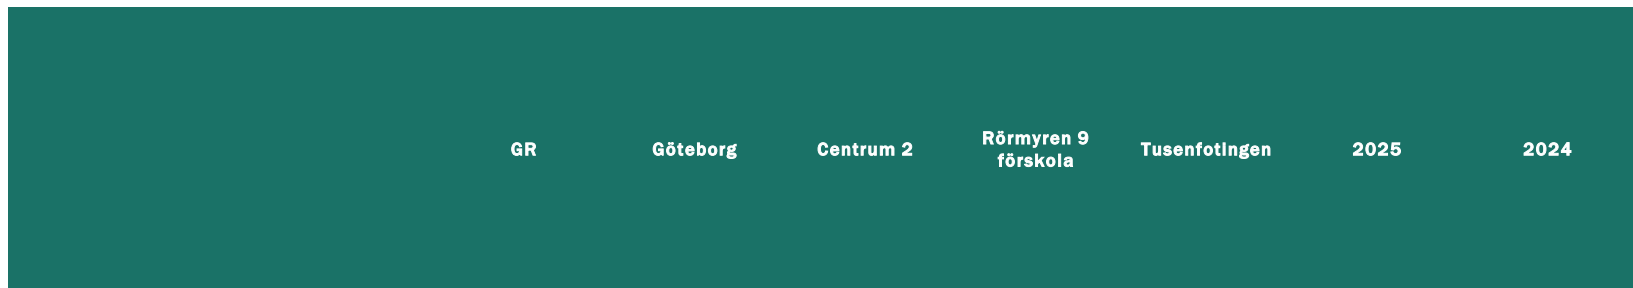 GR
Göteborg
Centrum 2
Rörmyren 9
förskola
Tusenfotingen
2025
2024